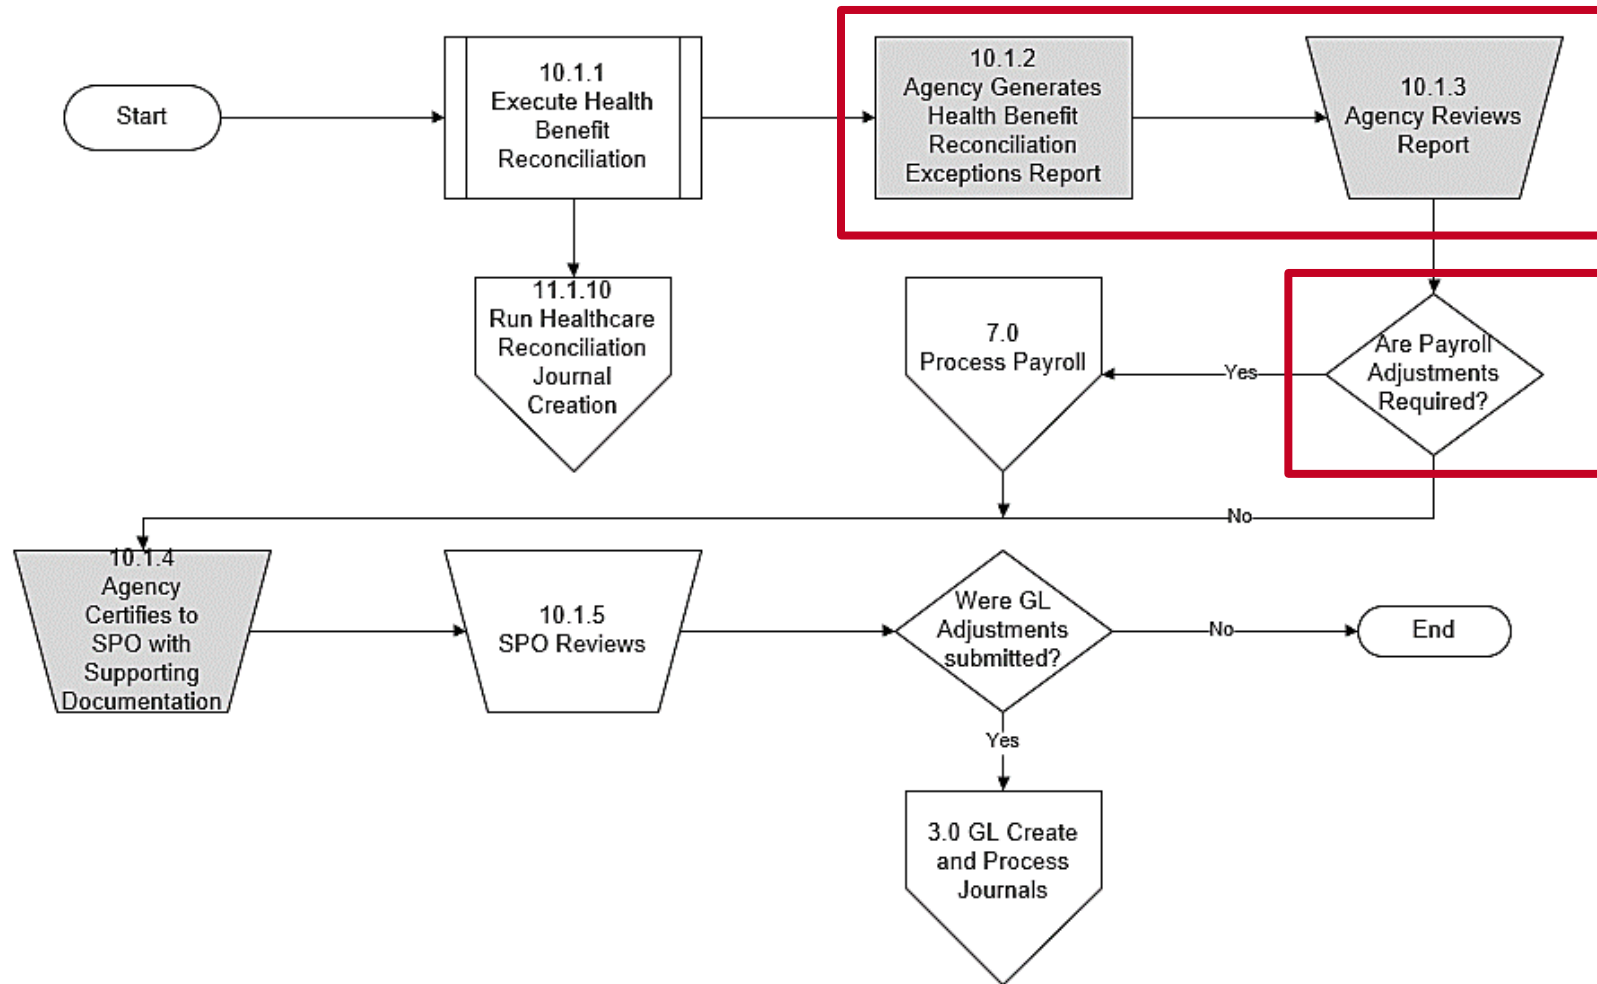 Start
10.1.1
Execute Health
Benefit
Reconciliation
10.1.2
Agency Generates
Health Benefit
Reconciliation
Exceptions Report
10.1.3
Agency Reviews
Report
11.1.10
Run Healthcare
Reconciliation
Journal
Creation
7.0
Process Payroll
Yes
Are Payroll
Adjustments
Required?
No
10.1.4
Agency
Certifies to
SPO with
Supporting
Documentation
10.1.5
SPO Reviews
Were GL
Adjustments
submitted?
No
End
Yes
3.0 GL Create
and Process
Journals